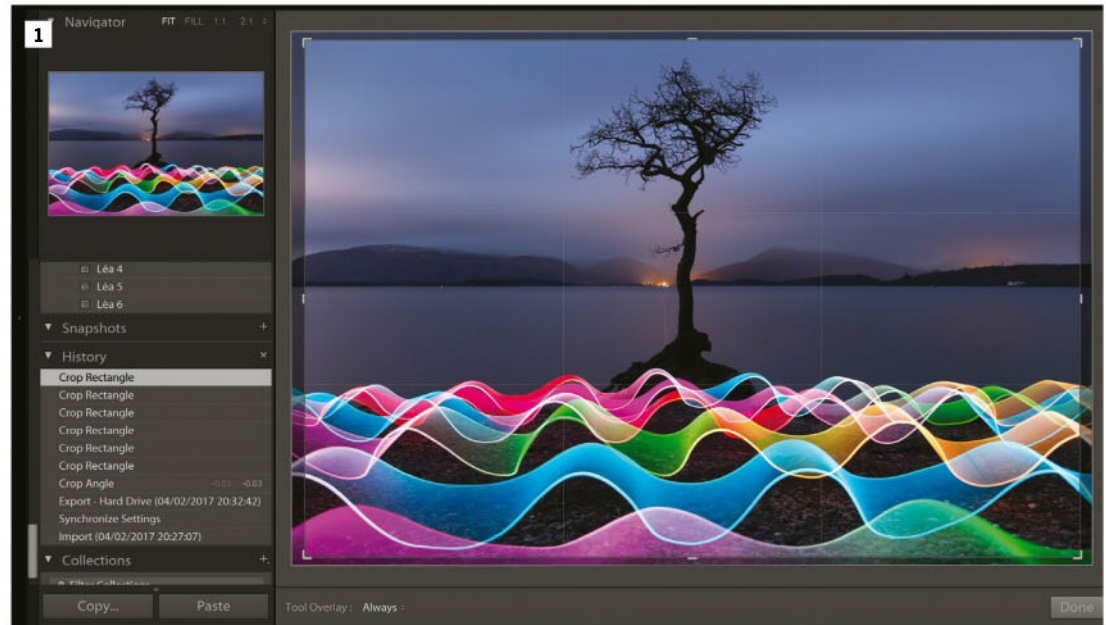 1
Navigator FIT FILL 1:1 2:1
Léa 4
Léa 5
Léa 6
Snapshots +
History ×
Crop Rectangle
Crop Rectangle
Crop Rectangle
Crop Rectangle
Crop Rectangle
Crop Rectangle
Crop Angle -0.03 -0.03
Export - Hard Drive (04/02/2017 20:32:42)
Synchronize Settings
Import (04/02/2017 20:27:07)
Collections +
Filter Collections
Copy... Paste
Tool Overlay : Always
Done